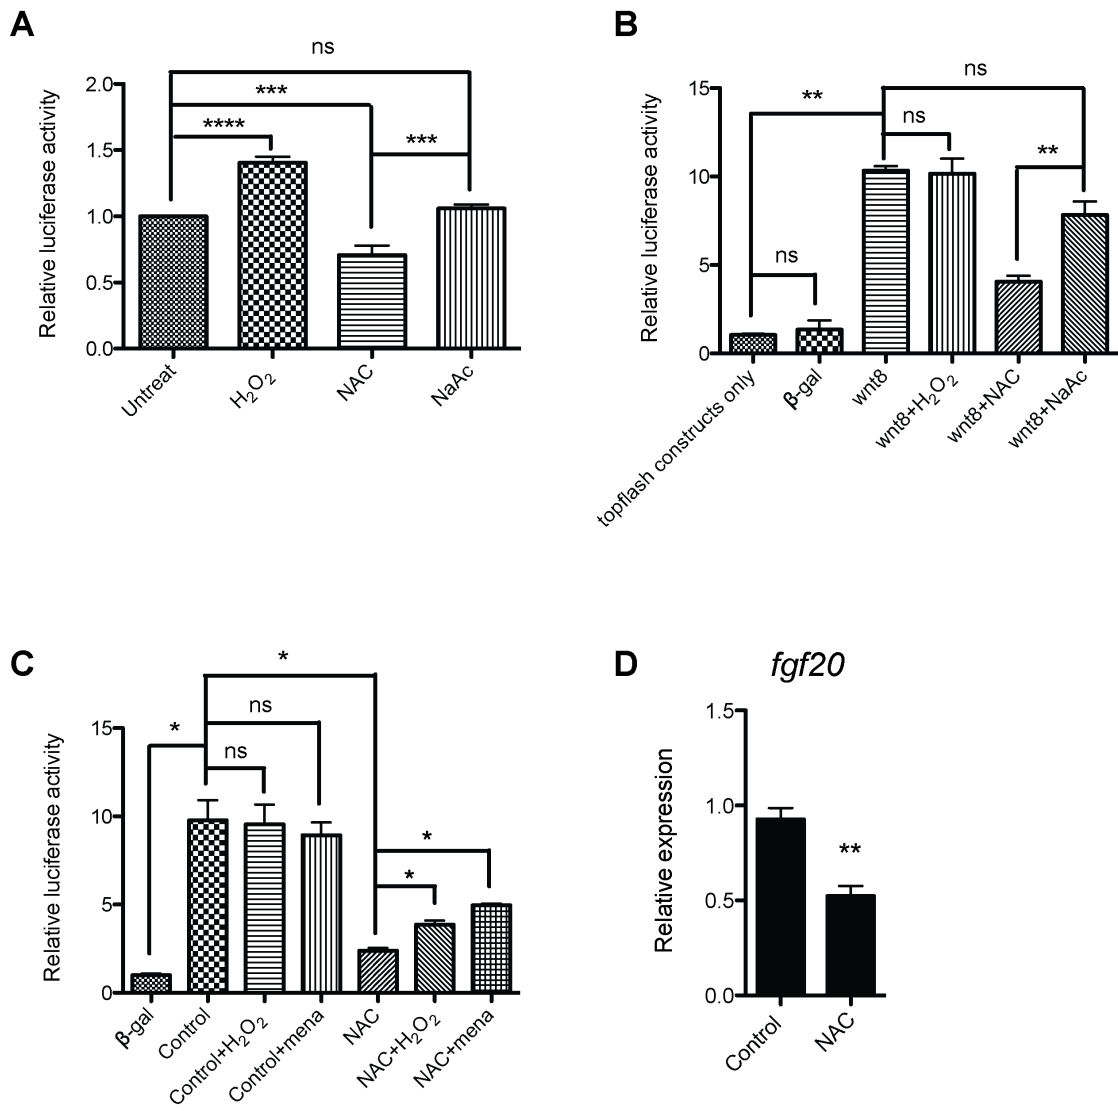 A
ns
***
****
***
Relative luciferase activity
2.0
1.5
1.0
0.5
0.0
Untreat
H₂O₂
NAC
NaAc
B
ns
**
ns
**
ns
Relative luciferase activity
15
10
5
0
topflash constructs only
β-gal
wnt8
wnt8+H₂O₂
wnt8+NAC
wnt8+NaAc
C
*
ns
*
ns
*
*
Relative luciferase activity
15
10
5
0
β-gal
Control
Control+H₂O₂
Control+mena
NAC
NAC+H₂O₂
NAC+mena
D
fgf20
Relative expression
1.5
1.0
0.5
0.0
**
Control
NAC